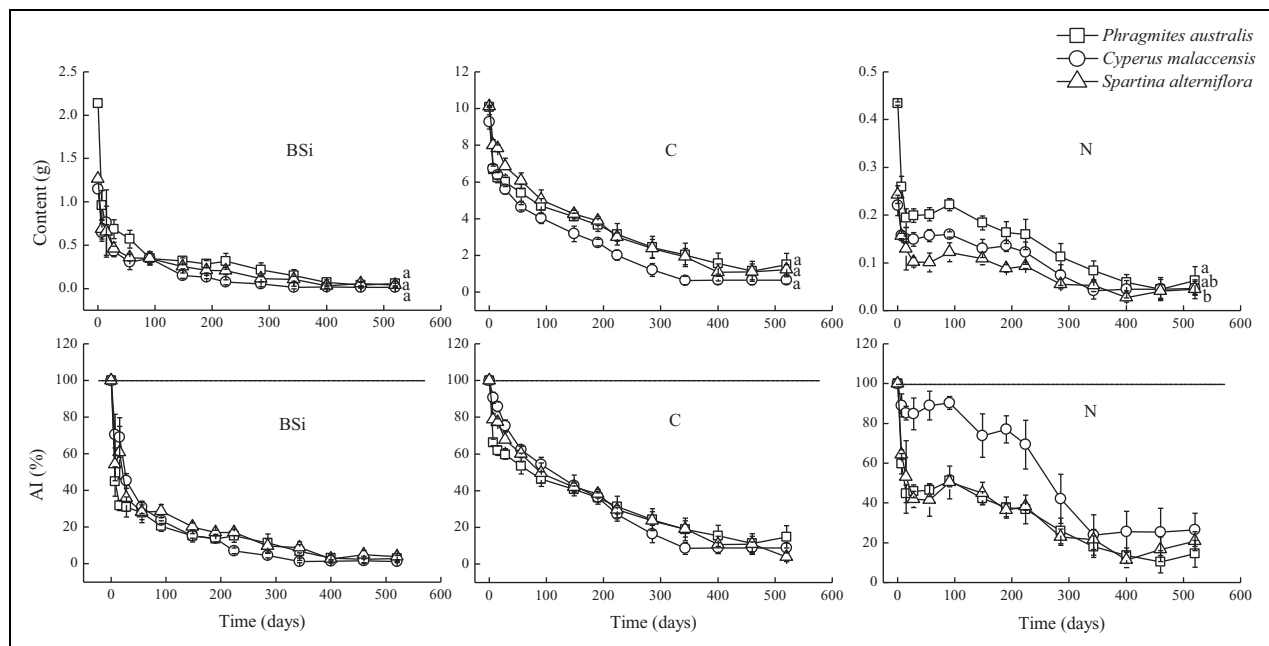 Phragmites australis
Cyperus malaccensis
Spartina alterniflora
2.5
2.0
1.5
1.0
0.5
0.0
Content (g)
BSi
a
a
a
0 100 200 300 400 500 600
12
10
8
6
4
2
0
C
a
a
a
0 100 200 300 400 500 600
0.5
0.4
0.3
0.2
0.1
0.0
N
a
ab
b
0 100 200 300 400 500 600
120
100
80
60
40
20
0
AI (%)
BSi
0 100 200 300 400 500 600
Time (days)
120
100
80
60
40
20
0
C
0 100 200 300 400 500 600
Time (days)
120
100
80
60
40
20
0
N
0 100 200 300 400 500 600
Time (days)